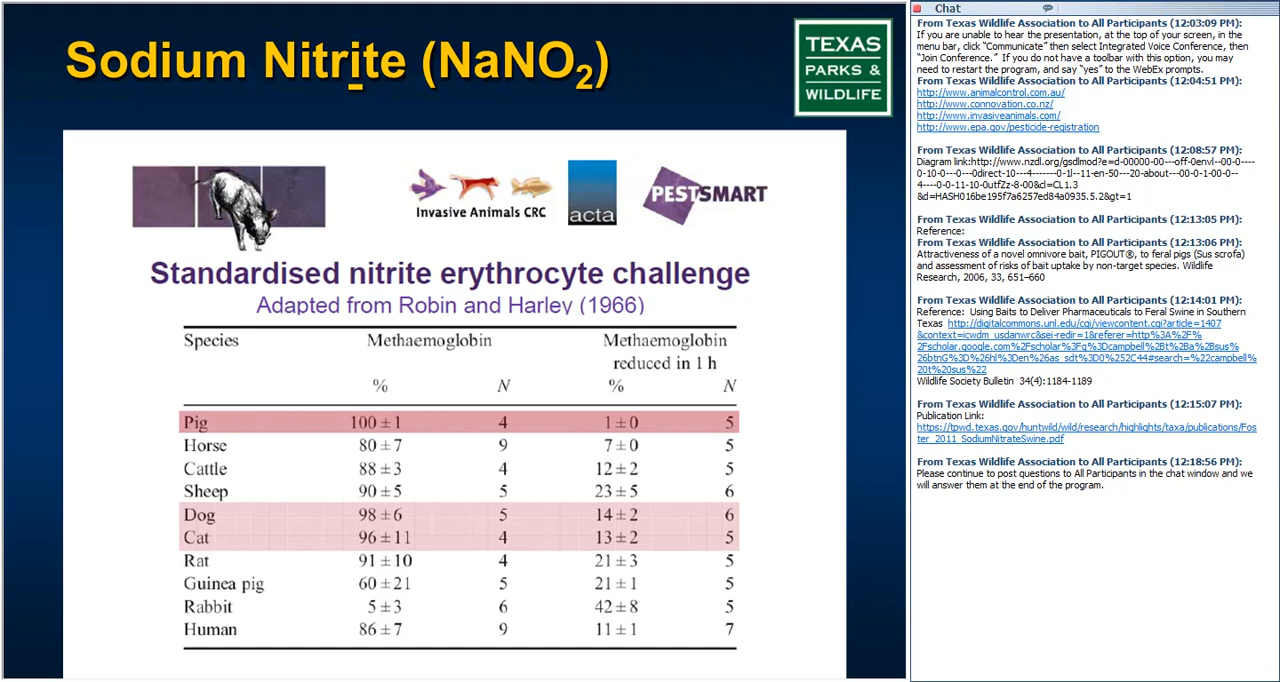 Sodium Nitrite (NaNO2)
TEXAS
PARKS &
WILDLIFE
Invasive Animals CRC
acta
PESTSMART
Standardised nitrite erythrocyte challenge
Adapted from Robin and Harley (1966)
Species Methaemoglobin Methaemoglobin
reduced in 1 h
% N % N
Pig 100 ± 1 4 1 ± 0 5
Horse 80 ± 7 9 7 ± 0 5
Cattle 88 ± 3 4 12 ± 2 5
Sheep 90 ± 5 5 23 ± 5 6
Dog 98 ± 6 5 14 ± 2 6
Cat 96 ± 11 4 13 ± 2 5
Rat 91 ± 10 4 21 ± 3 5
Guinea pig 60 ± 21 5 21 ± 1 5
Rabbit 5 ± 3 6 42 ± 8 5
Human 86 ± 7 9 11 ± 1 7
Chat
From Texas Wildlife Association to All Participants (12:03:09 PM):
If you are unable to hear the presentation, at the top of your screen, in the
menu bar, click "Communicate" then select Integrated Voice Conference, then
"Join Conference." If you do not have a toolbar with this option, you may
need to restart the program, and say "yes" to the WebEx prompts.
From Texas Wildlife Association to All Participants (12:04:51 PM):
http://www.animalcontrol.com.au/
http://www.connovation.co.nz/
http://www.invasiveanimals.com/
http://www.epa.gov/pesticide-registration
From Texas Wildlife Association to All Participants (12:08:57 PM):
Diagram link:http://www.nzdl.org/gsdlmod?e=d-00000-00---off-0envl--00-0----
0-10-0---0---0direct-10---4-------0-1l--11-en-50---20-about---00-0-1-00-0--
4----0-0-11-10-0utfZz-8-00&cl=CL1.3
&d=HASH016be195f7a6257ed84a0935.5.2&gt=1
From Texas Wildlife Association to All Participants (12:13:05 PM):
Reference:
From Texas Wildlife Association to All Participants (12:13:06 PM):
Attractiveness of a novel omnivore bait, PIGOUT®, to feral pigs (Sus scrofa)
and assessment of risks of bait uptake by non-target species. Wildlife
Research, 2006, 33, 651–660
From Texas Wildlife Association to All Participants (12:14:01 PM):
Reference: Using Baits to Deliver Pharmaceuticals to Feral Swine in Southern
Texas http://digitalcommons.unl.edu/cgi/viewcontent.cgi?article=1407
&context=icwdm_usdanwrc&sei-redir=1&referer=http%3A%2F%
2Fscholar.google.com%2Fscholar%3Fq%3Dcampbell%2Bt%2Ba%2Bsus%
26btnG%3D%26hl%3Den%26as_sdt%3D0%252C44#search=%22campbell%
20t%20sus%22
Wildlife Society Bulletin 34(4):1184-1189
From Texas Wildlife Association to All Participants (12:15:07 PM):
Publication Link:
https://tpwd.texas.gov/huntwild/wild/research/highlights/taxa/publications/Fos
ter_2011_SodiumNitrateSwine.pdf
From Texas Wildlife Association to All Participants (12:18:56 PM):
Please continue to post questions to All Participants in the chat window and we
will answer them at the end of the program.